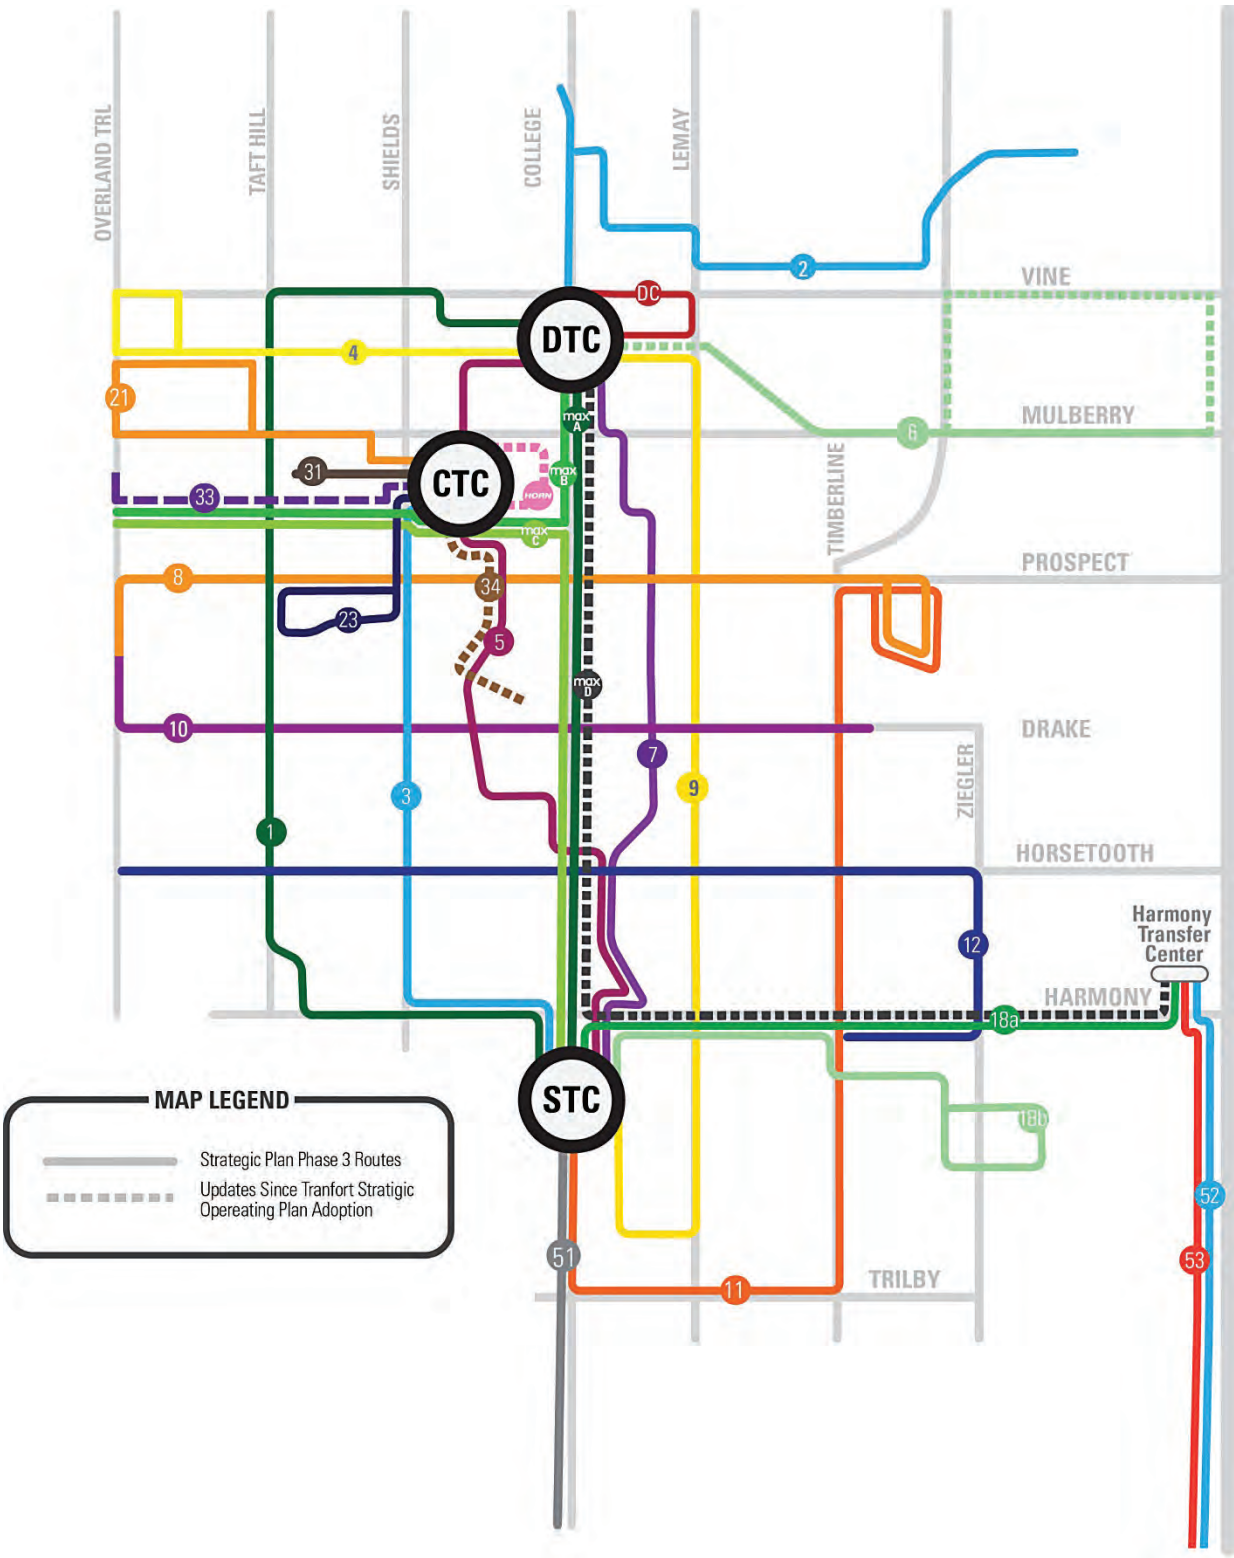 OVERLAND TRL
TAFT HILL
SHIELDS
COLLEGE
LEMAY
2
VINE
DC
DTC
4
21
MULBERRY
max
A
6
TIMBERLINE
31
CTC
max
B
HORN
33
max
C
PROSPECT
8
34
23
5
max
D
10
DRAKE
7
ZIEGLER
3
9
1
HORSETOOTH
Harmony
Transfer
Center
12
HARMONY
18a
STC
18b
MAP LEGEND
Strategic Plan Phase 3 Routes
Updates Since Tranfort Stratigic
Opereating Plan Adoption
52
51
53
TRILBY
11